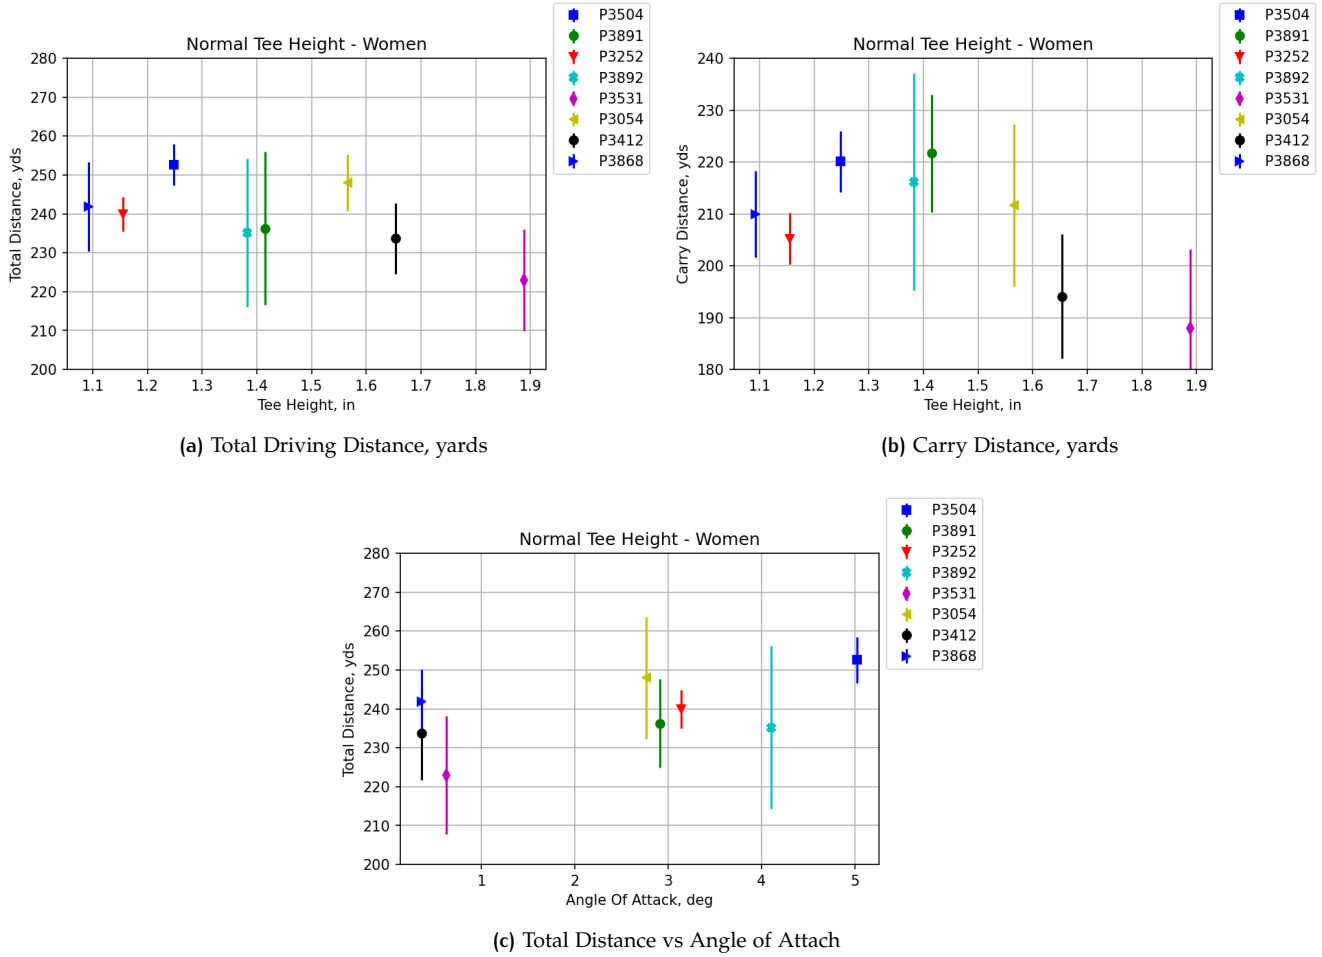 Normal Tee Height - Women
280
270
260
250
240
230
220
210
200
Total Distance, yds
1.1 1.2 1.3 1.4 1.5 1.6 1.7 1.8 1.9
Tee Height, in
P3504
P3891
P3252
P3892
P3531
P3054
P3412
P3868
(a) Total Driving Distance, yards
Normal Tee Height - Women
240
230
220
210
200
190
180
Carry Distance, yds
1.1 1.2 1.3 1.4 1.5 1.6 1.7 1.8 1.9
Tee Height, in
P3504
P3891
P3252
P3892
P3531
P3054
P3412
P3868
(b) Carry Distance, yards
Normal Tee Height - Women
280
270
260
250
240
230
220
210
200
Total Distance, yds
1 2 3 4 5
Angle Of Attack, deg
P3504
P3891
P3252
P3892
P3531
P3054
P3412
P3868
(c) Total Distance vs Angle of Attach